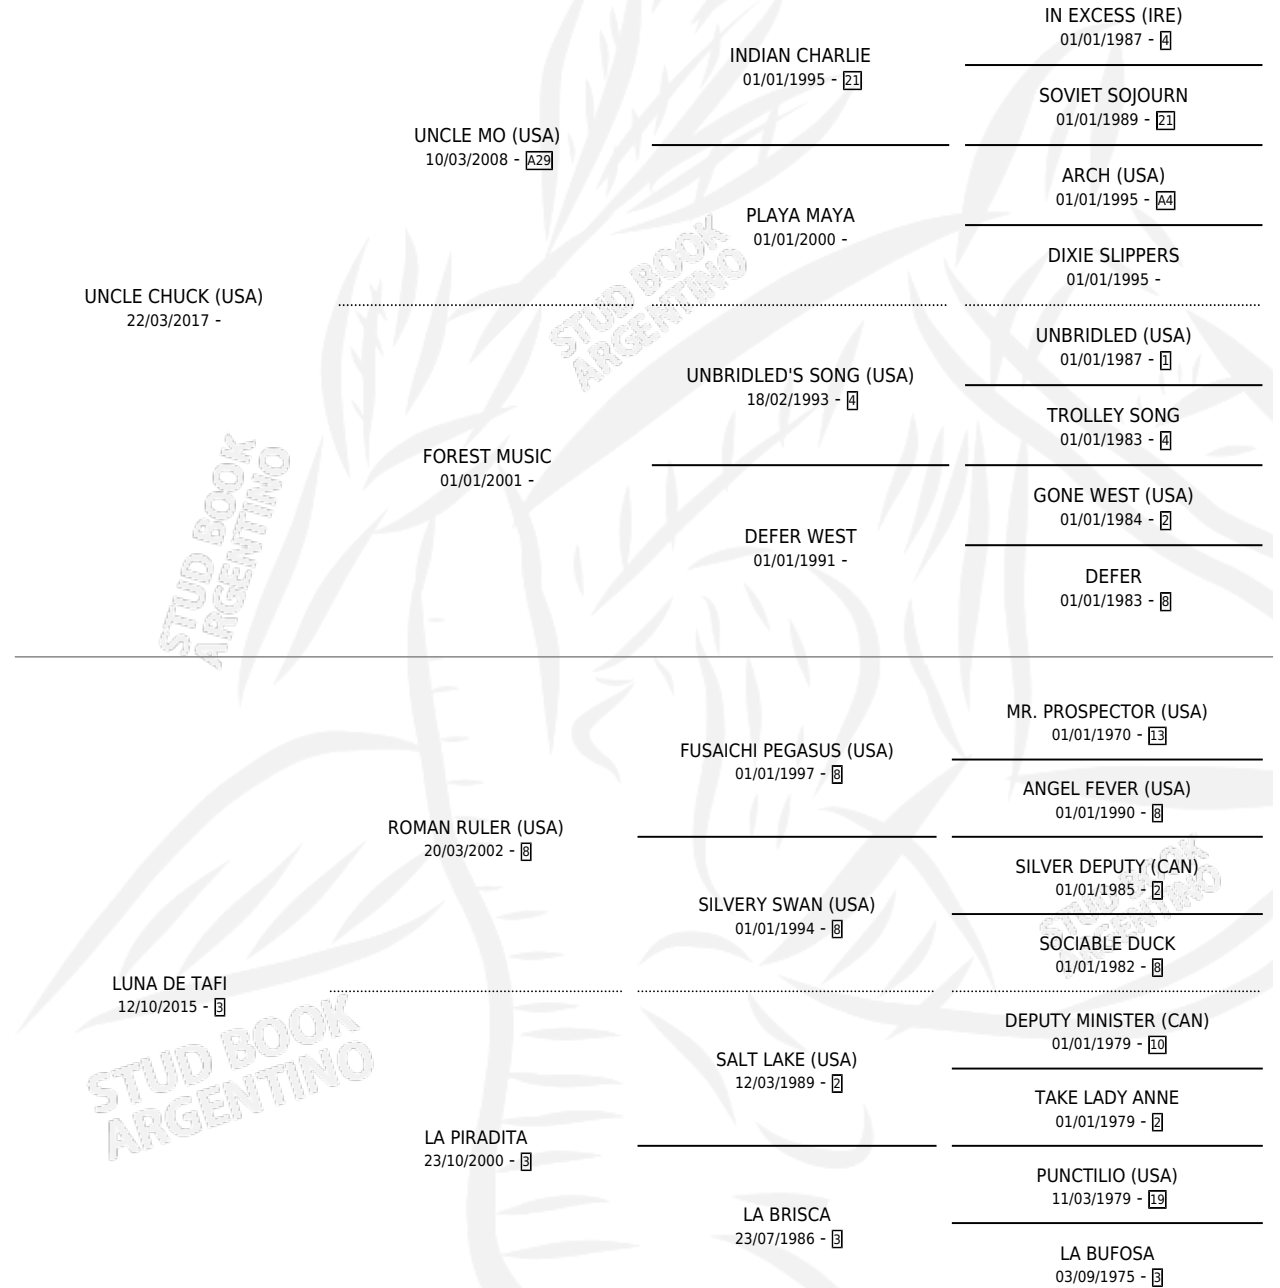 IN EXCESS (IRE)
01/01/1987 - 4
INDIAN CHARLIE
01/01/1995 - 21
SOVIET SOJOURN
01/01/1989 - 21
UNCLE MO (USA)
10/03/2008 - A29
ARCH (USA)
01/01/1995 - A4
PLAYA MAYA
01/01/2000 -
DIXIE SLIPPERS
01/01/1995 -
UNCLE CHUCK (USA)
22/03/2017 -
UNBRIDLED (USA)
01/01/1987 - 1
UNBRIDLED'S SONG (USA)
18/02/1993 - 4
TROLLEY SONG
01/01/1983 - 4
FOREST MUSIC
01/01/2001 -
GONE WEST (USA)
01/01/1984 - 2
DEFER WEST
01/01/1991 -
DEFER
01/01/1983 - 8
MR. PROSPECTOR (USA)
01/01/1970 - 13
FUSAICHI PEGASUS (USA)
01/01/1997 - 8
ANGEL FEVER (USA)
01/01/1990 - 8
ROMAN RULER (USA)
20/03/2002 - 8
SILVER DEPUTY (CAN)
01/01/1985 - 2
SILVERY SWAN (USA)
01/01/1994 - 8
SOCIABLE DUCK
01/01/1982 - 8
LUNA DE TAFI
12/10/2015 - 3
DEPUTY MINISTER (CAN)
01/01/1979 - 10
SALT LAKE (USA)
12/03/1989 - 2
TAKE LADY ANNE
01/01/1979 - 2
LA PIRADITA
23/10/2000 - 3
PUNCTILIO (USA)
11/03/1979 - 19
LA BRISCA
23/07/1986 - 3
LA BUFOSA
03/09/1975 - 3
STUD BOOK
ARGENTINO
STUD BOOK
ARGENTINO
STUD BOOK
ARGENTINO
STUD BOOK
ARGENTINO